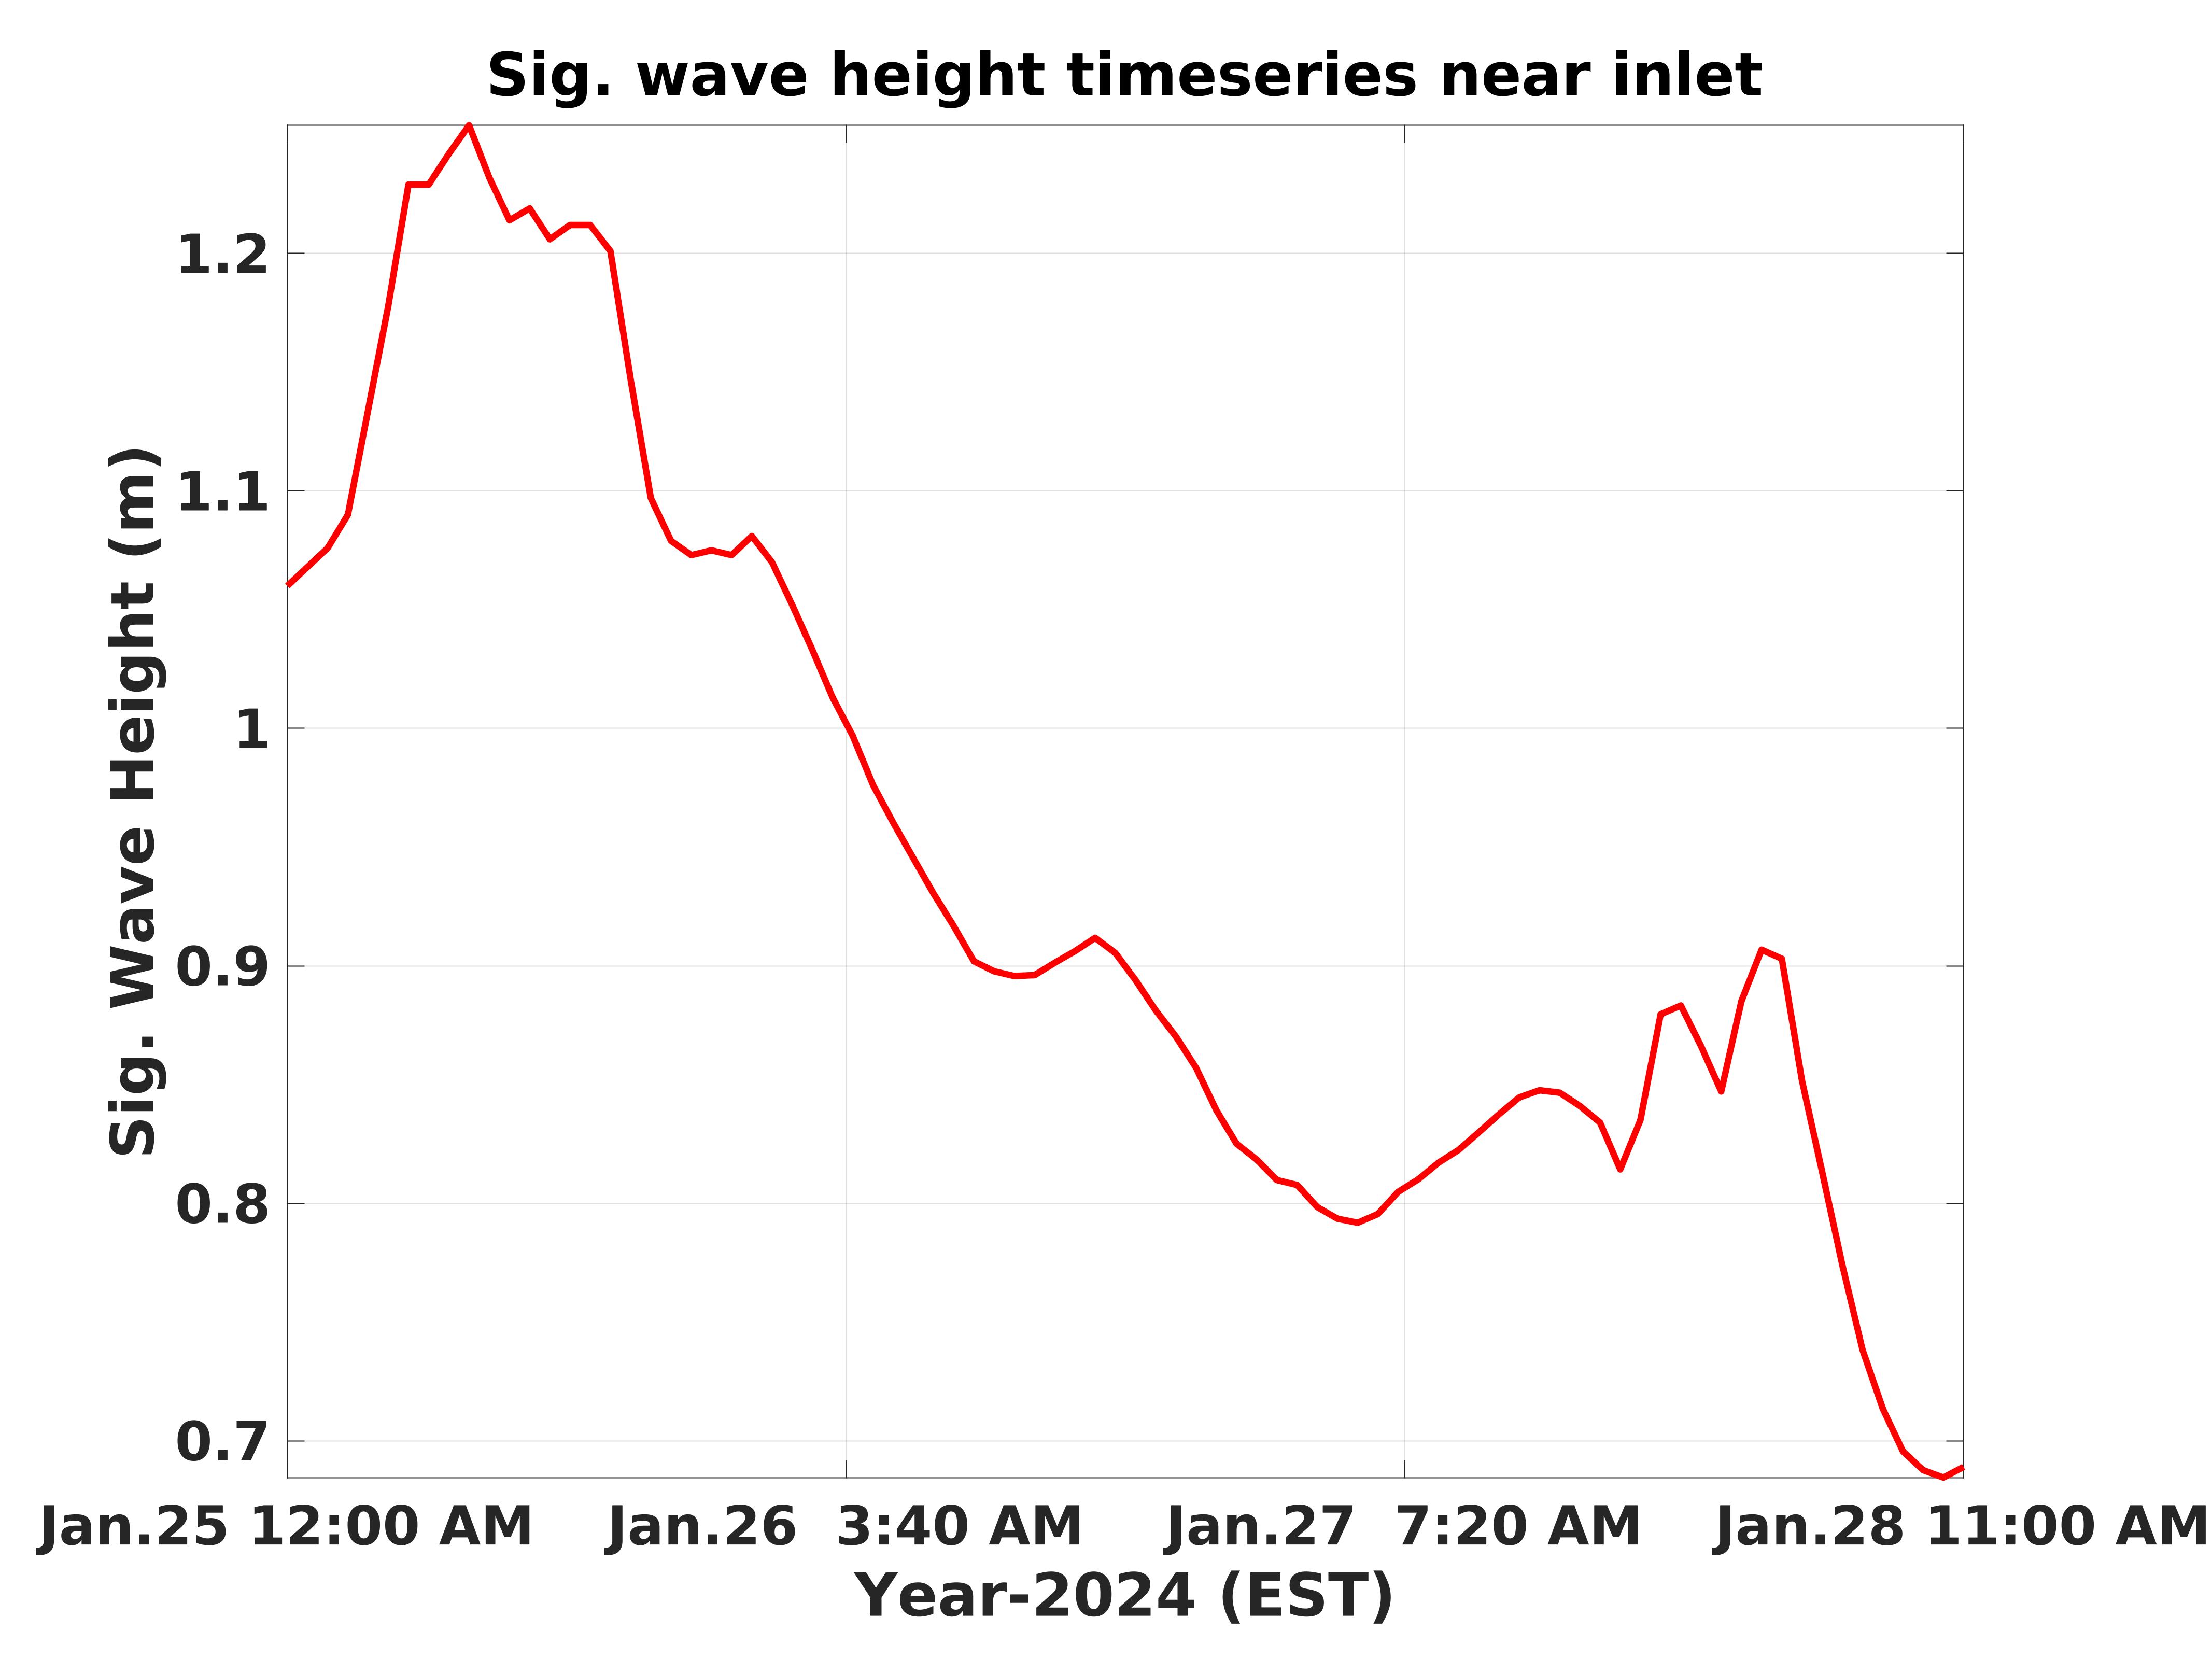 Sig. wave height timeseries near inlet
Sig. Wave Height (m)
1.2
1.1
1
0.9
0.8
0.7
Jan.25 12:00 AM Jan.26 3:40 AM Jan.27 7:20 AM Jan.28 11:00 AM
Year-2024 (EST)